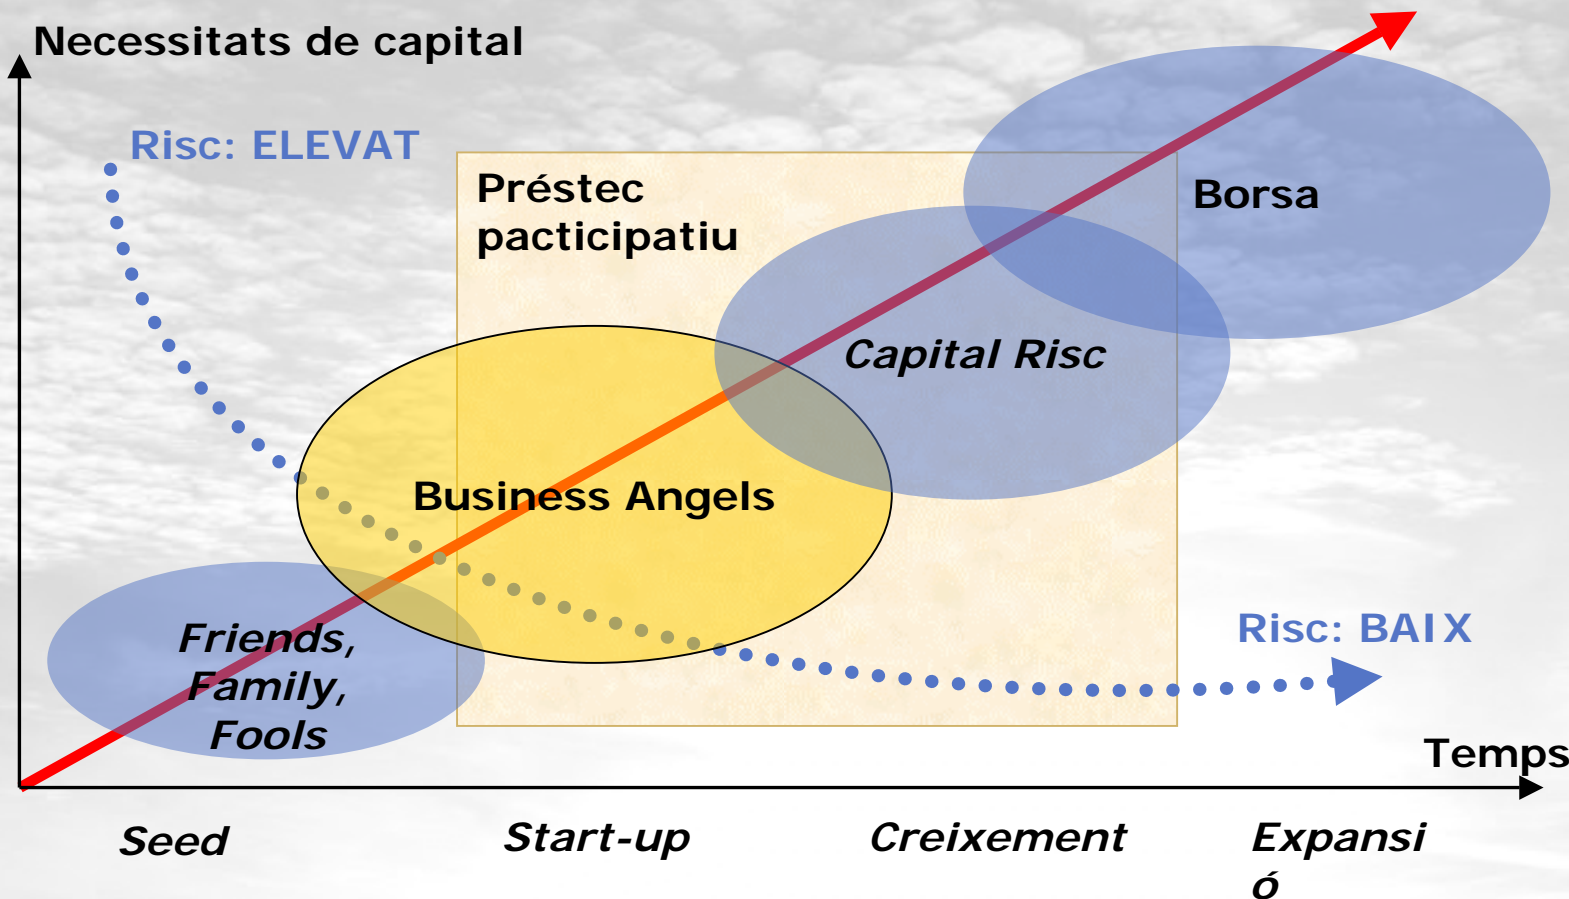 Necessitats de capital
Risc: ELEVAT
Préstec
pacticipatiu
Borsa
Capital Risc
Business Angels
Friends,
Family,
Fools
Risc: BAIX
Temps
Seed
Start-up
Creixement
Expansi
ó